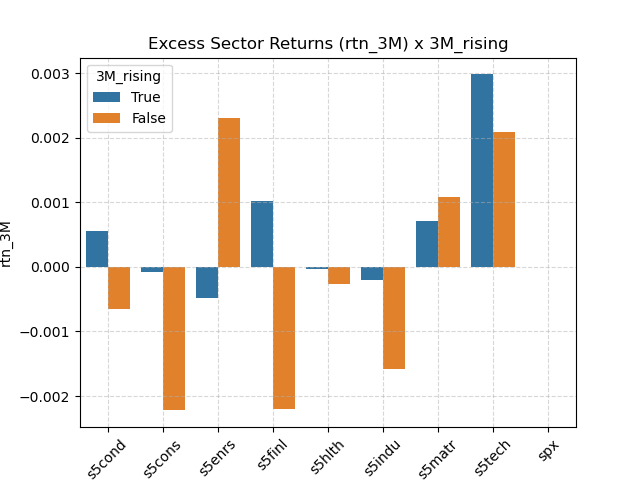 Excess Sector Returns (rtn_3M) x 3M_rising
3M_rising
True
False
rtn_3M
0.003
0.002
0.001
0.000
−0.001
−0.002
s5cond
s5cons
s5enrs
s5finl
s5hlth
s5indu
s5matr
s5tech
spx